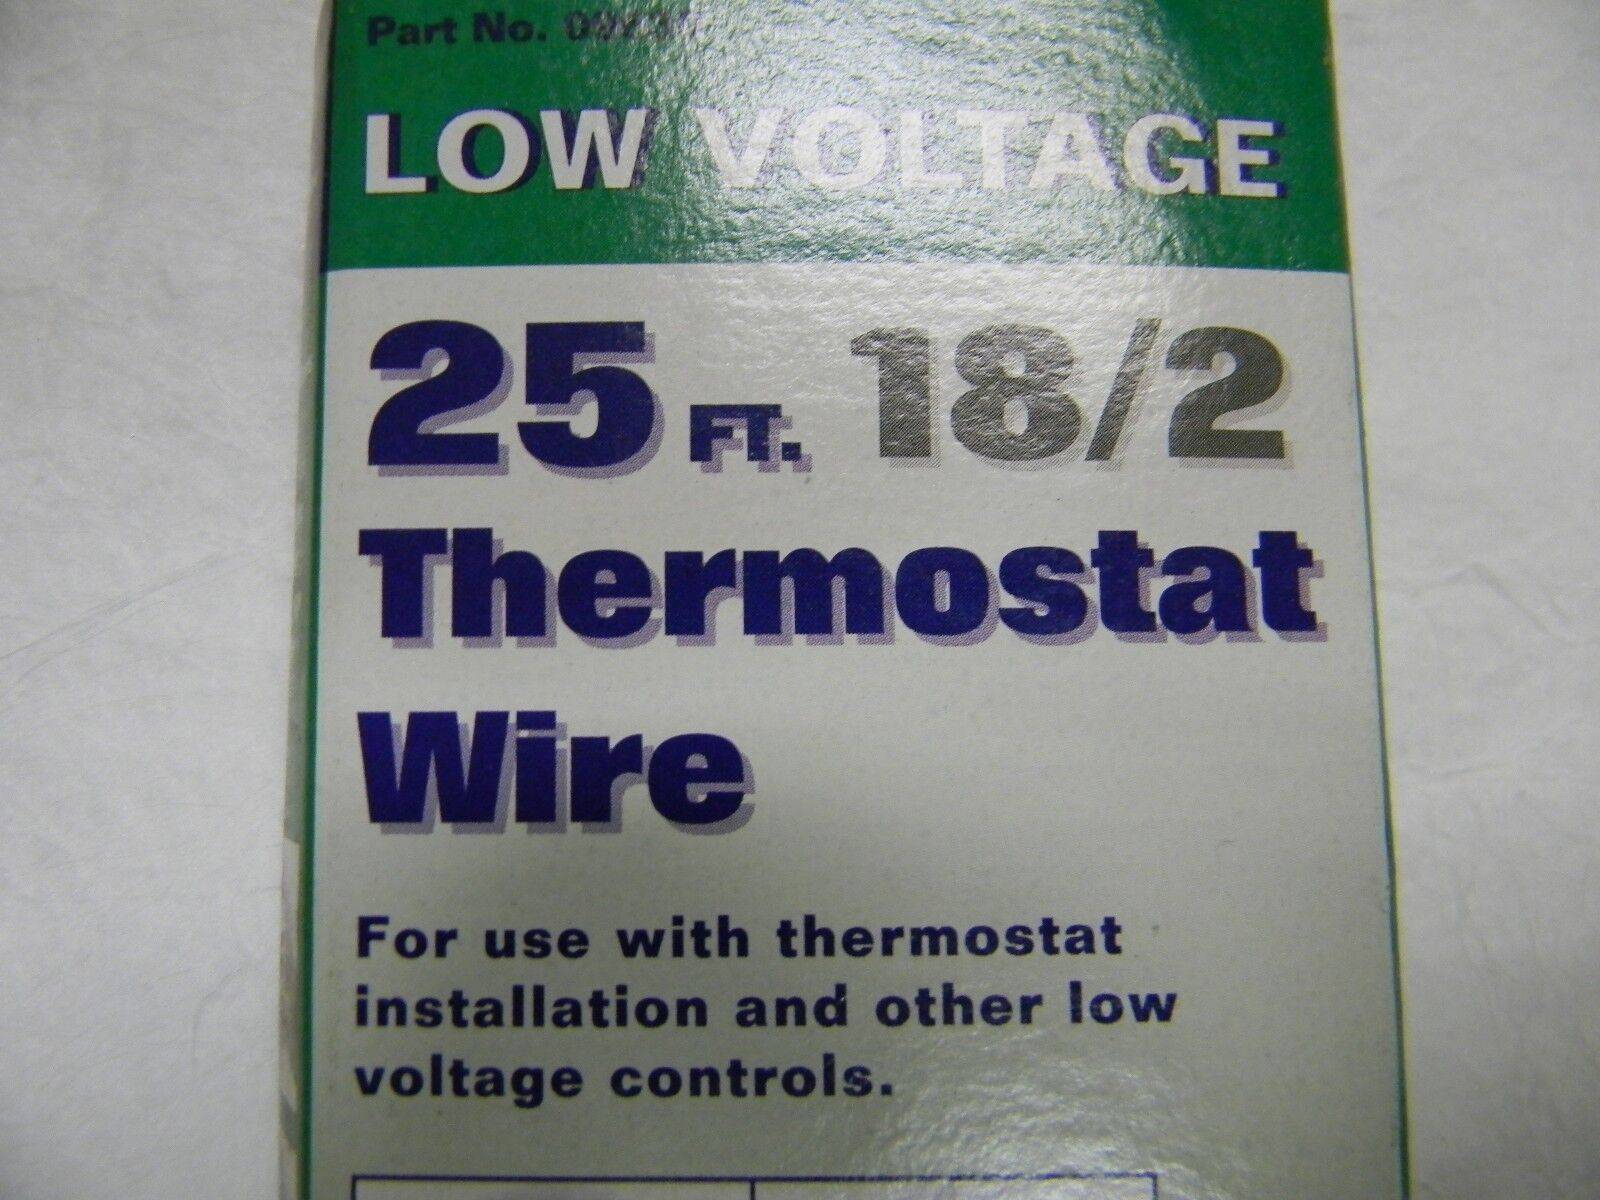 Part No.
LOW VOLTAGE
25 FT. 18/2
Thermostat
Wire
For use with thermostat
installation and other low
voltage controls.